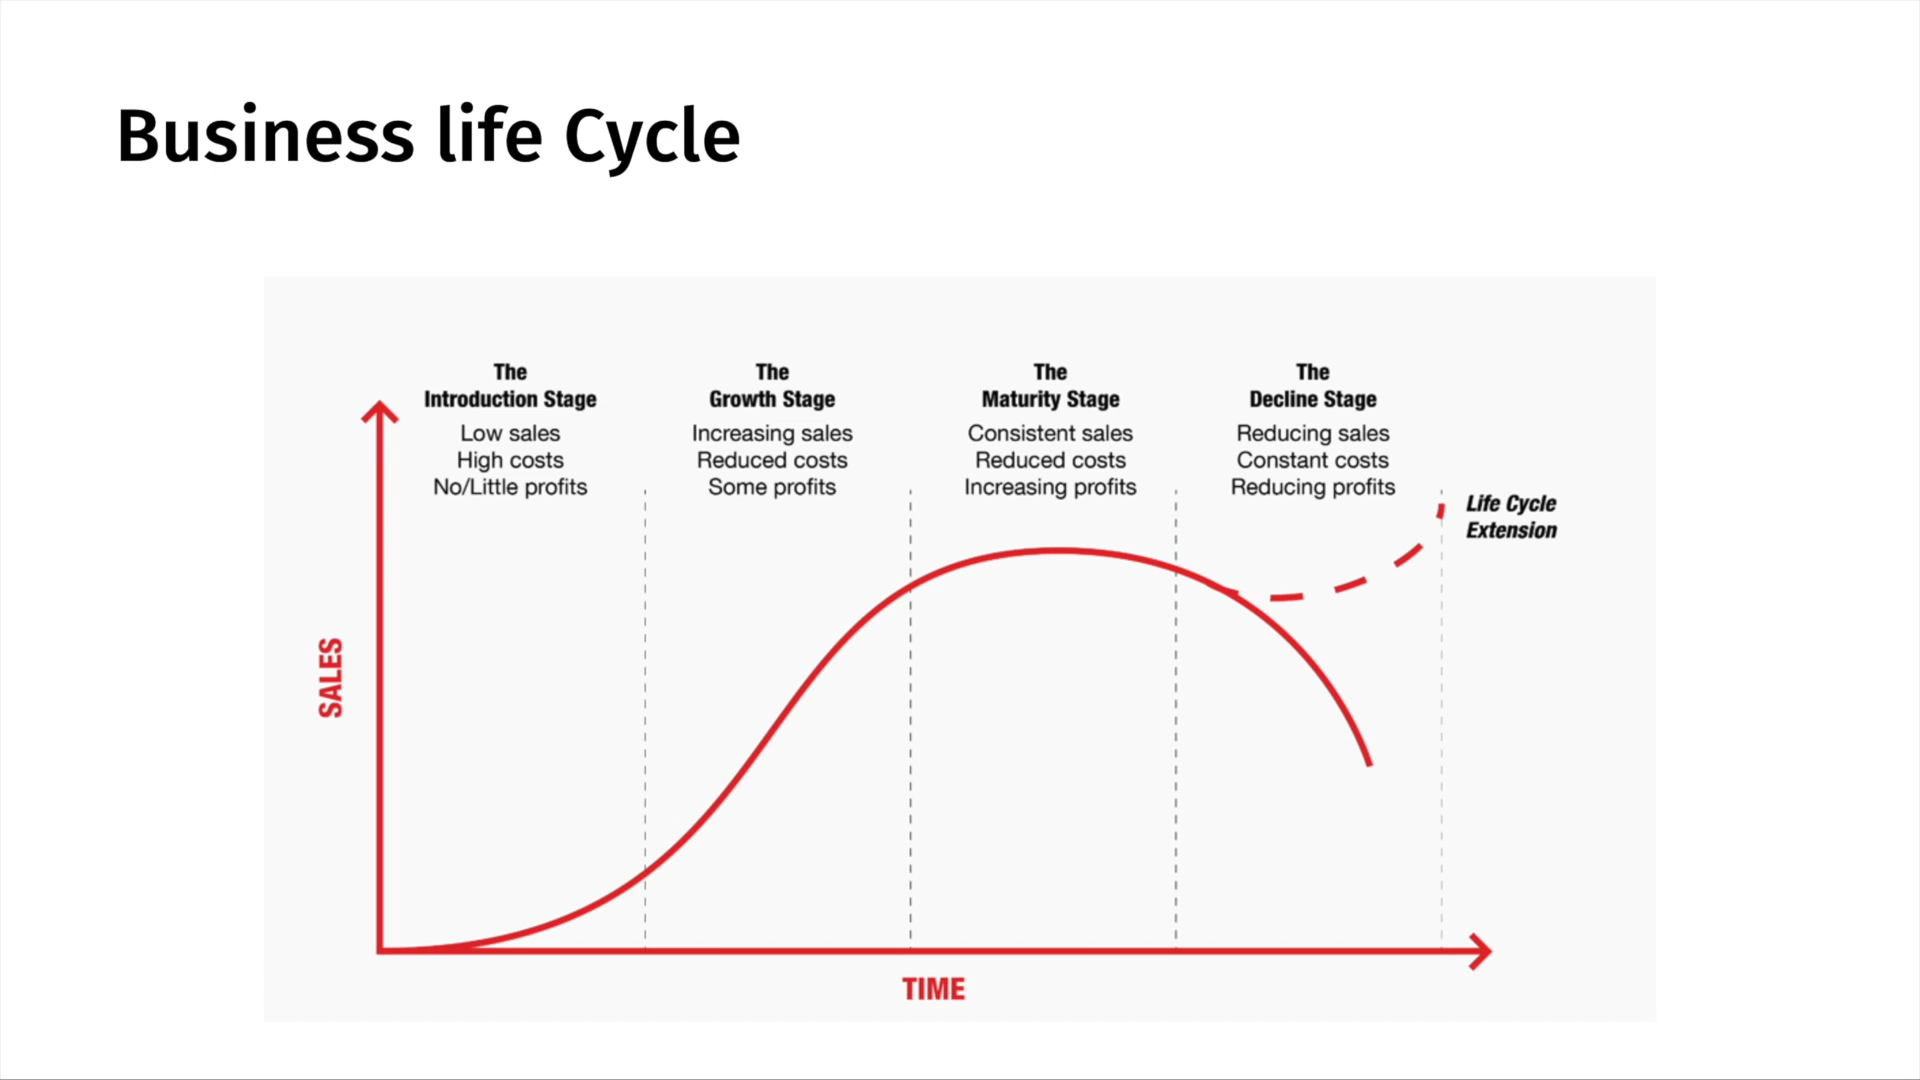 Business life Cycle
The
Introduction Stage
Low sales
High costs
No/Little profits
The
Growth Stage
Increasing sales
Reduced costs
Some profits
The
Maturity Stage
Consistent sales
Reduced costs
Increasing profits
The
Decline Stage
Reducing sales
Constant costs
Reducing profits
Life Cycle
Extension
SALES
TIME